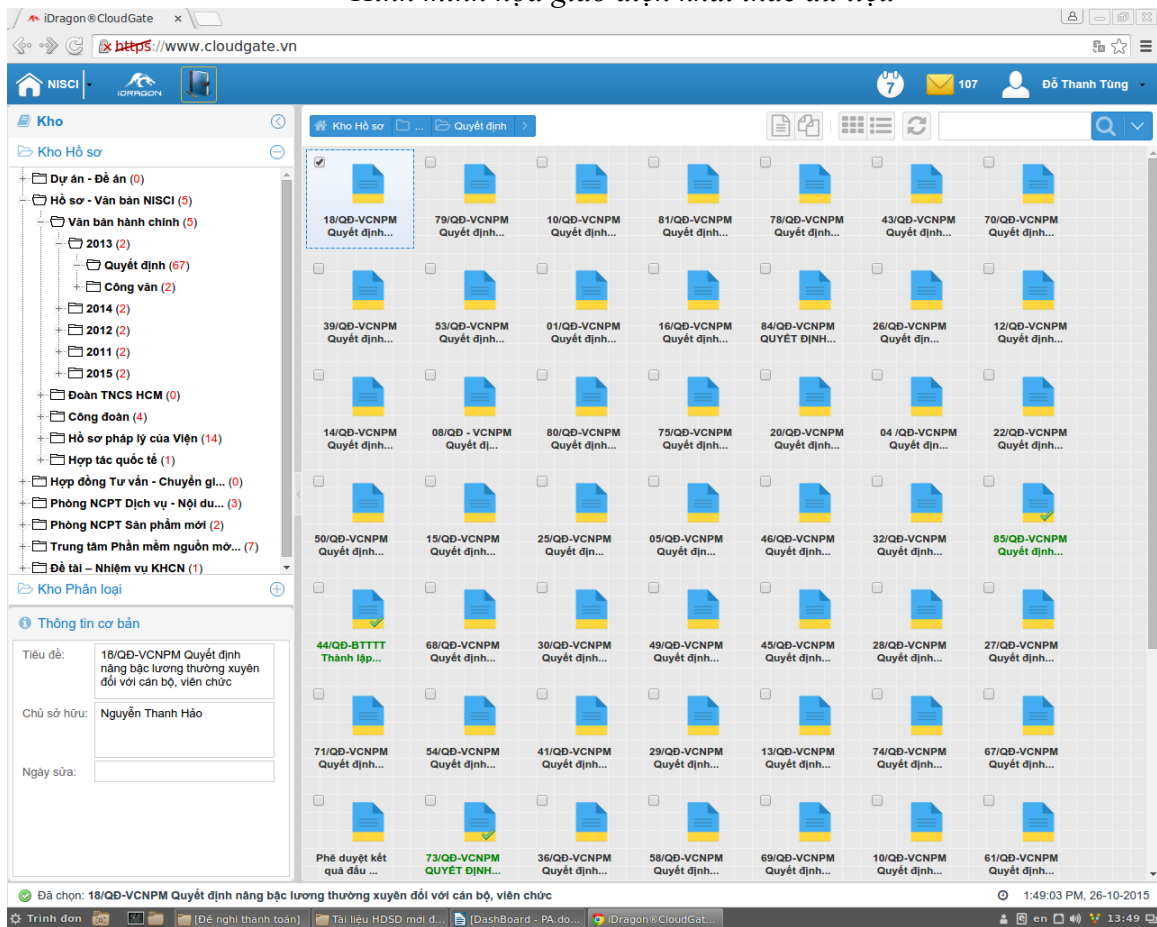 iDragon®CloudGate
https://www.cloudgate.vn
NISCI
iDRAGON
7
107
Đỗ Thanh Tùng
Kho
Kho Hồ sơ
Dự án - Đề án (0)
Hồ sơ - Văn bản NISCI (5)
Văn bản hành chính (5)
2013 (2)
Quyết định (67)
Công văn (2)
2014 (2)
2012 (2)
2011 (2)
2015 (2)
Đoàn TNCS HCM (0)
Công đoàn (4)
Hồ sơ pháp lý của Viện (14)
Hợp tác quốc tế (1)
Hợp đồng Tư vấn - Chuyển gi... (0)
Phòng NCPT Dịch vụ - Nội du... (3)
Phòng NCPT Sản phẩm mới (2)
Trung tâm Phần mềm nguồn mở... (7)
Đề tài – Nhiệm vụ KHCN (1)
Kho Phân loại
Thông tin cơ bản
Tiêu đề:
18/QĐ-VCNPM Quyết định
nâng bậc lương thường xuyên
đối với cán bộ, viên chức
Chủ sở hữu:
Nguyễn Thanh Hảo
Ngày sửa:
Kho Hồ sơ ... Quyết định
18/QĐ-VCNPM 79/QĐ-VCNPM 10/QĐ-VCNPM 81/QĐ-VCNPM 78/QĐ-VCNPM 43/QĐ-VCNPM 70/QĐ-VCNPM
Quyết định... Quyết định... Quyết định... Quyết định... Quyết định... Quyết định... Quyết định...
39/QĐ-VCNPM 53/QĐ-VCNPM 01/QĐ-VCNPM 16/QĐ-VCNPM 84/QĐ-VCNPM 26/QĐ-VCNPM 12/QĐ-VCNPM
Quyết định... Quyết định... Quyết định... Quyết định... QUYẾT ĐỊNH... Quyết địn... Quyết định...
14/QĐ-VCNPM 08/QĐ - VCNPM 80/QĐ-VCNPM 75/QĐ-VCNPM 20/QĐ-VCNPM 04 /QĐ-VCNPM 22/QĐ-VCNPM
Quyết định... Quyết đị... Quyết định... Quyết định... Quyết định... Quyết địn... Quyết định...
50/QĐ-VCNPM 15/QĐ-VCNPM 25/QĐ-VCNPM 05/QĐ-VCNPM 46/QĐ-VCNPM 32/QĐ-VCNPM 85/QĐ-VCNPM
Quyết định... Quyết định... Quyết địn... Quyết địn... Quyết định... Quyết định... Quyết định...
44/QĐ-BTTTT 68/QĐ-VCNPM 30/QĐ-VCNPM 49/QĐ-VCNPM 45/QĐ-VCNPM 28/QĐ-VCNPM 27/QĐ-VCNPM
Thành lập... Quyết định... Quyết định... Quyết định... Quyết định... Quyết định... Quyết định...
71/QĐ-VCNPM 54/QĐ-VCNPM 41/QĐ-VCNPM 29/QĐ-VCNPM 13/QĐ-VCNPM 74/QĐ-VCNPM 67/QĐ-VCNPM
Quyết định... Quyết định... Quyết định... Quyết định... Quyết định... Quyết định... Quyết định...
Phê duyệt kết 73/QĐ-VCNPM 36/QĐ-VCNPM 58/QĐ-VCNPM 69/QĐ-VCNPM 10/QĐ-VCNPM 61/QĐ-VCNPM
quả đấu ... QUYẾT ĐỊNH... Quyết định... Quyết định... Quyết định... Quyết định... Quyết định...
Đã chọn: 18/QĐ-VCNPM Quyết định nâng bậc lương thường xuyên đối với cán bộ, viên chức
1:49:03 PM, 26-10-2015
Trình đơn [Đề nghi thanh toán] Tài liệu HDSD mới đ... [DashBoard - PA.do... iDragon®CloudGat... en 13:49